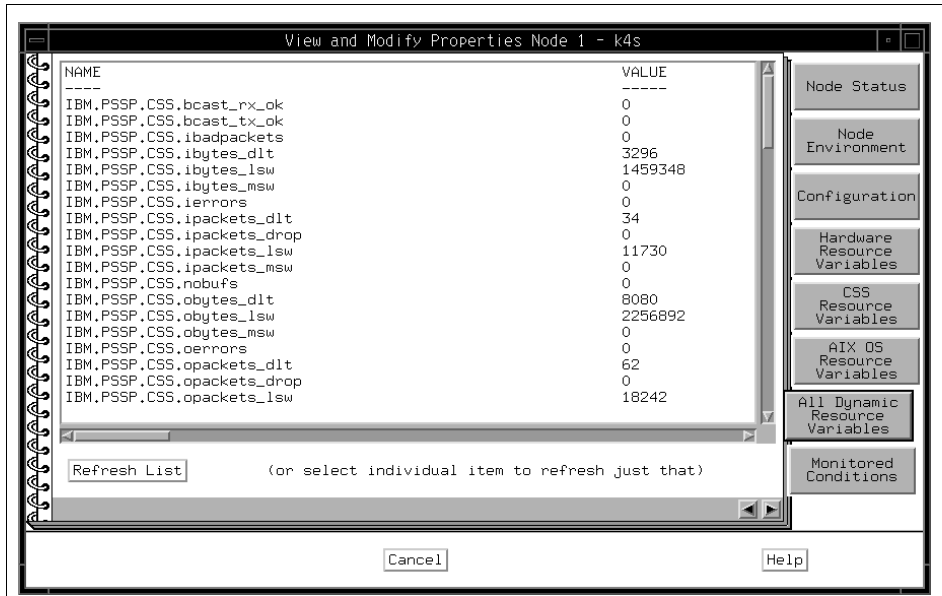 View and Modify Properties Node 1 - k4s
NAME VALUE
---- -----
IBM.PSSP.CSS.bcast_rx_ok 0
IBM.PSSP.CSS.bcast_tx_ok 0
IBM.PSSP.CSS.ibadpackets 0
IBM.PSSP.CSS.ibytes_dlt 3296
IBM.PSSP.CSS.ibytes_lsw 1459348
IBM.PSSP.CSS.ibytes_msw 0
IBM.PSSP.CSS.ierrors 0
IBM.PSSP.CSS.ipackets_dlt 34
IBM.PSSP.CSS.ipackets_drop 0
IBM.PSSP.CSS.ipackets_lsw 11730
IBM.PSSP.CSS.ipackets_msw 0
IBM.PSSP.CSS.nobufs 0
IBM.PSSP.CSS.obytes_dlt 8080
IBM.PSSP.CSS.obytes_lsw 2256892
IBM.PSSP.CSS.obytes_msw 0
IBM.PSSP.CSS.oerrors 0
IBM.PSSP.CSS.opackets_dlt 62
IBM.PSSP.CSS.opackets_drop 0
IBM.PSSP.CSS.opackets_lsw 18242
Refresh List (or select individual item to refresh just that)
Node Status
Node
Environment
Configuration
Hardware
Resource
Variables
CSS
Resource
Variables
AIX OS
Resource
Variables
All Dynamic
Resource
Variables
Monitored
Conditions
Cancel Help